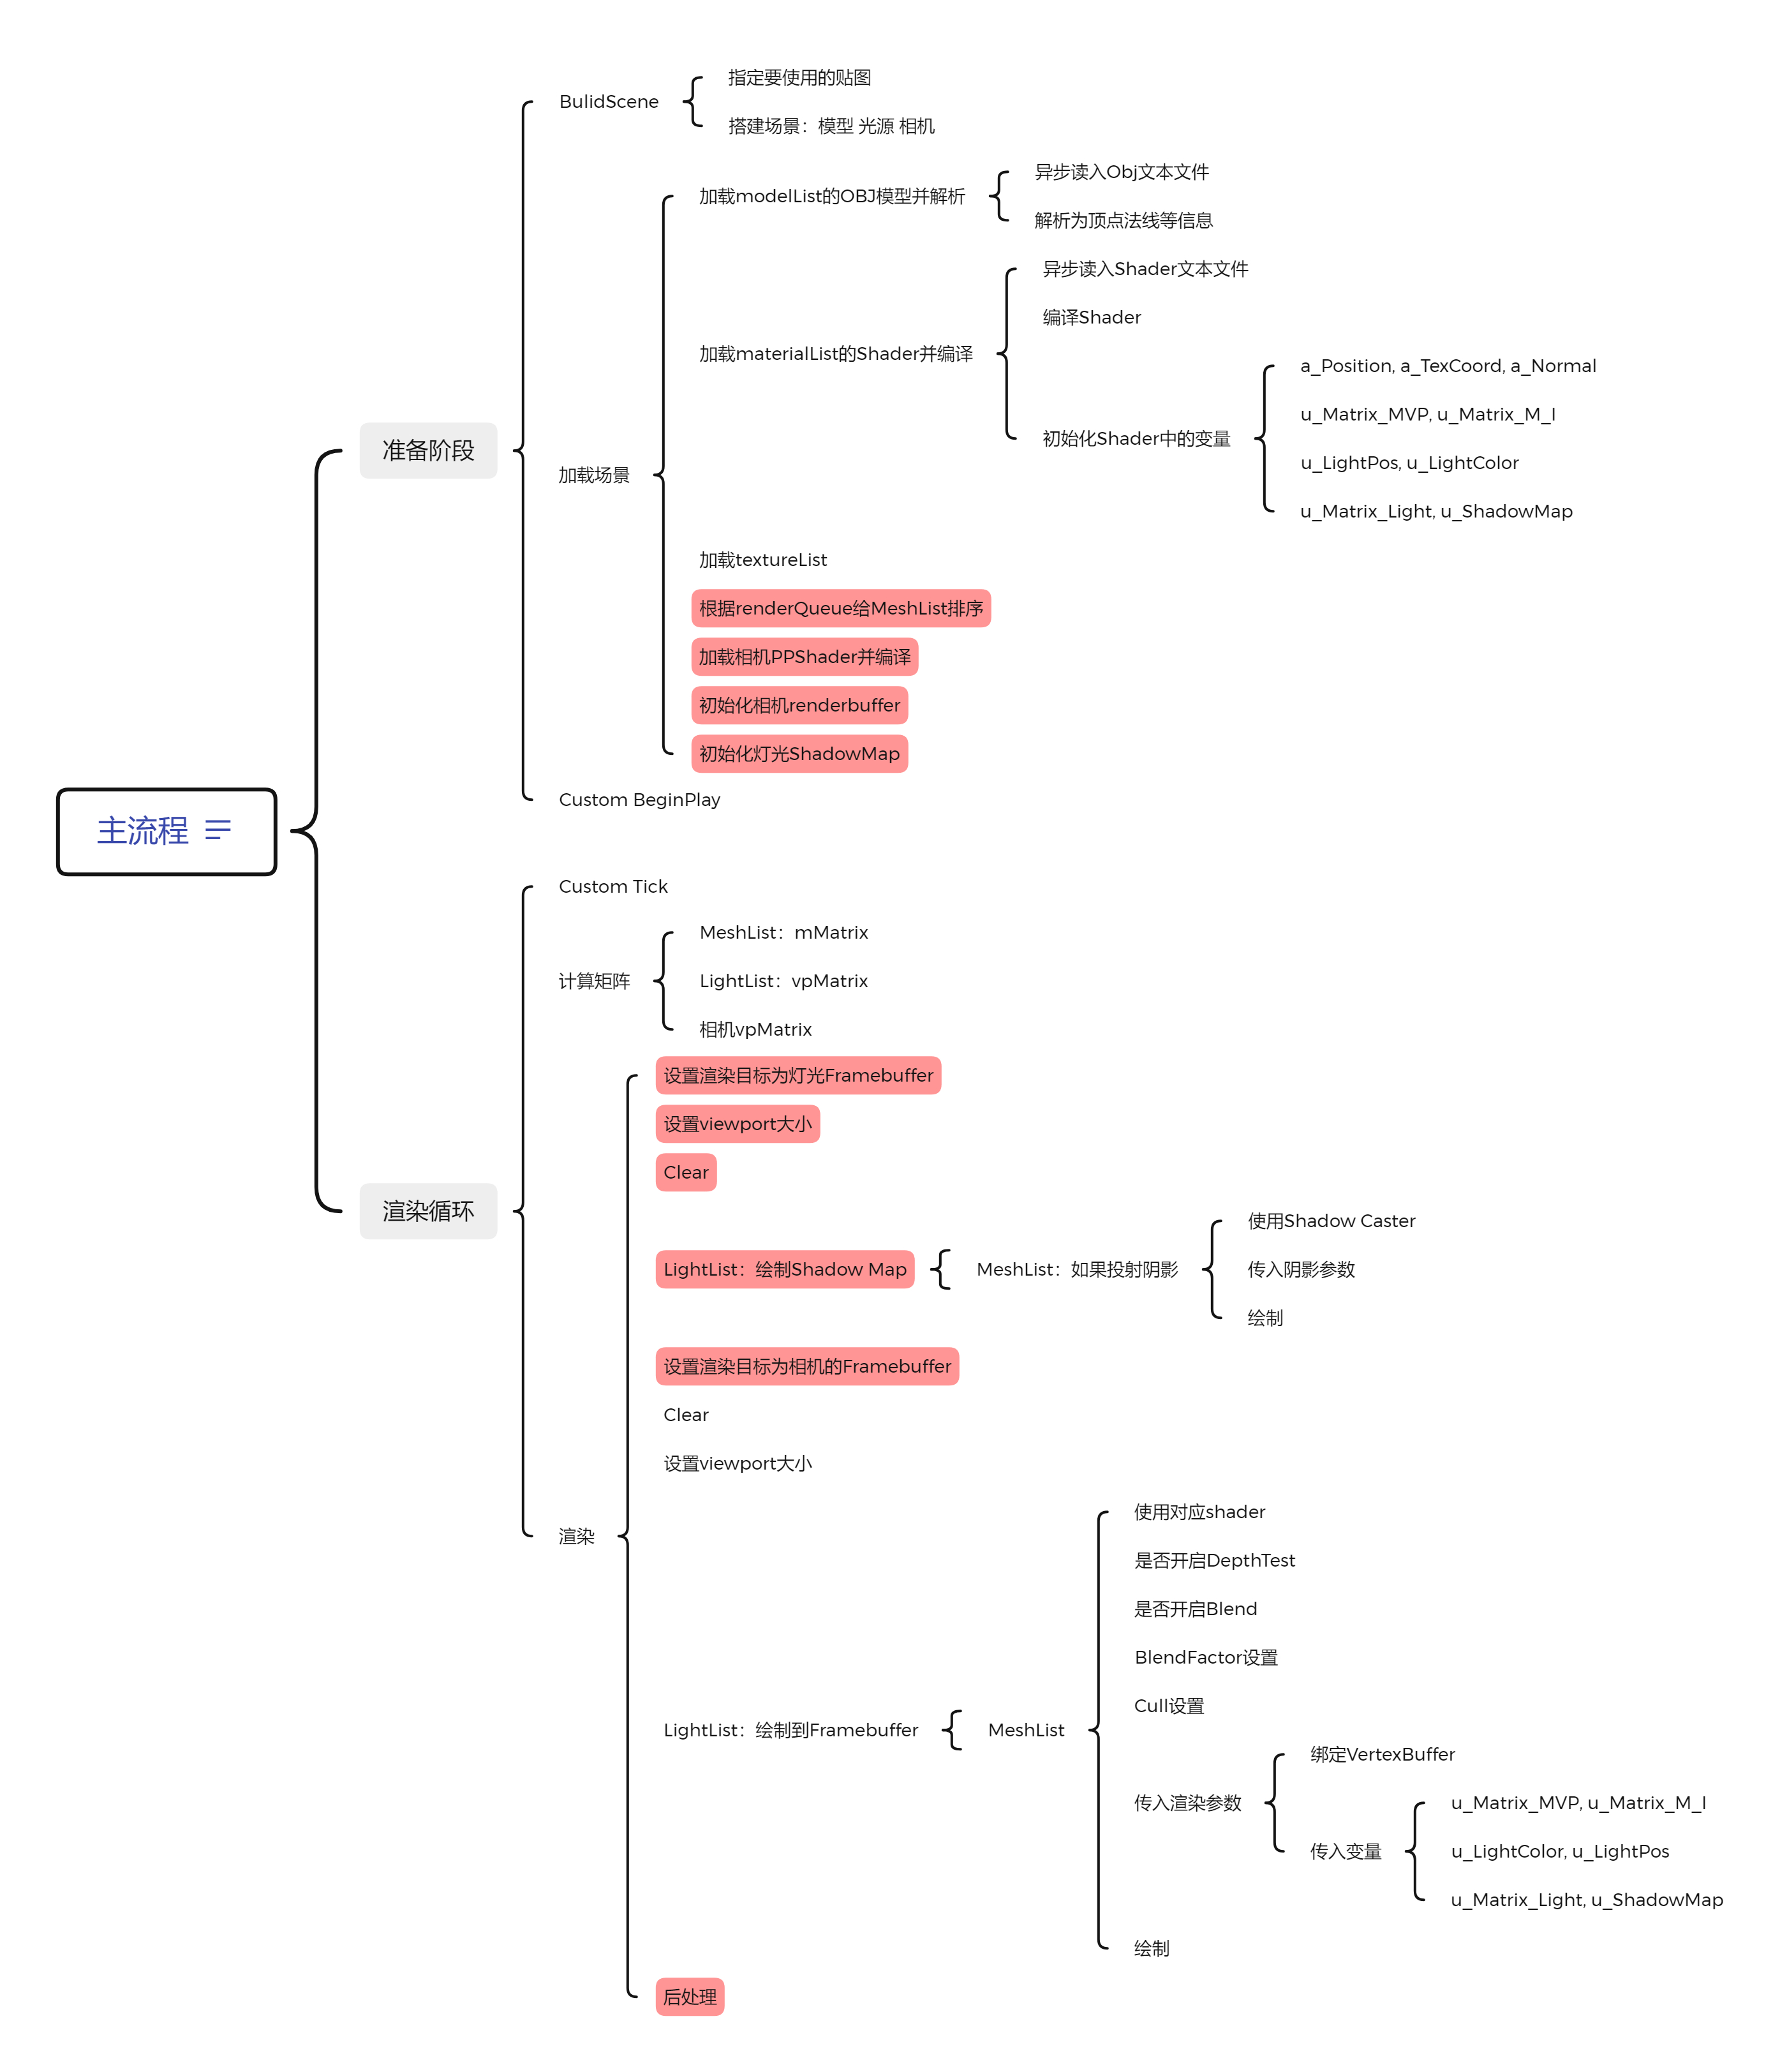 主流程
准备阶段
BulidScene
指定要使用的贴图
搭建场景：模型 光源 相机
加载场景
加载modelList的OBJ模型并解析
异步读入Obj文本文件
解析为顶点法线等信息
加载materialList的Shader并编译
异步读入Shader文本文件
编译Shader
初始化Shader中的变量
a_Position, a_TexCoord, a_Normal
u_Matrix_MVP, u_Matrix_M_I
u_LightPos, u_LightColor
u_Matrix_Light, u_ShadowMap
加载textureList
根据renderQueue给MeshList排序
加载相机PPShader并编译
初始化相机renderbuffer
初始化灯光ShadowMap
Custom BeginPlay
渲染循环
Custom Tick
计算矩阵
MeshList：mMatrix
LightList：vpMatrix
相机vpMatrix
渲染
设置渲染目标为灯光Framebuffer
设置viewport大小
Clear
LightList：绘制Shadow Map
MeshList：如果投射阴影
使用Shadow Caster
传入阴影参数
绘制
设置渲染目标为相机的Framebuffer
Clear
设置viewport大小
LightList：绘制到Framebuffer
MeshList
使用对应shader
是否开启DepthTest
是否开启Blend
BlendFactor设置
Cull设置
传入渲染参数
绑定VertexBuffer
传入变量
u_Matrix_MVP, u_Matrix_M_I
u_LightColor, u_LightPos
u_Matrix_Light, u_ShadowMap
绘制
后处理